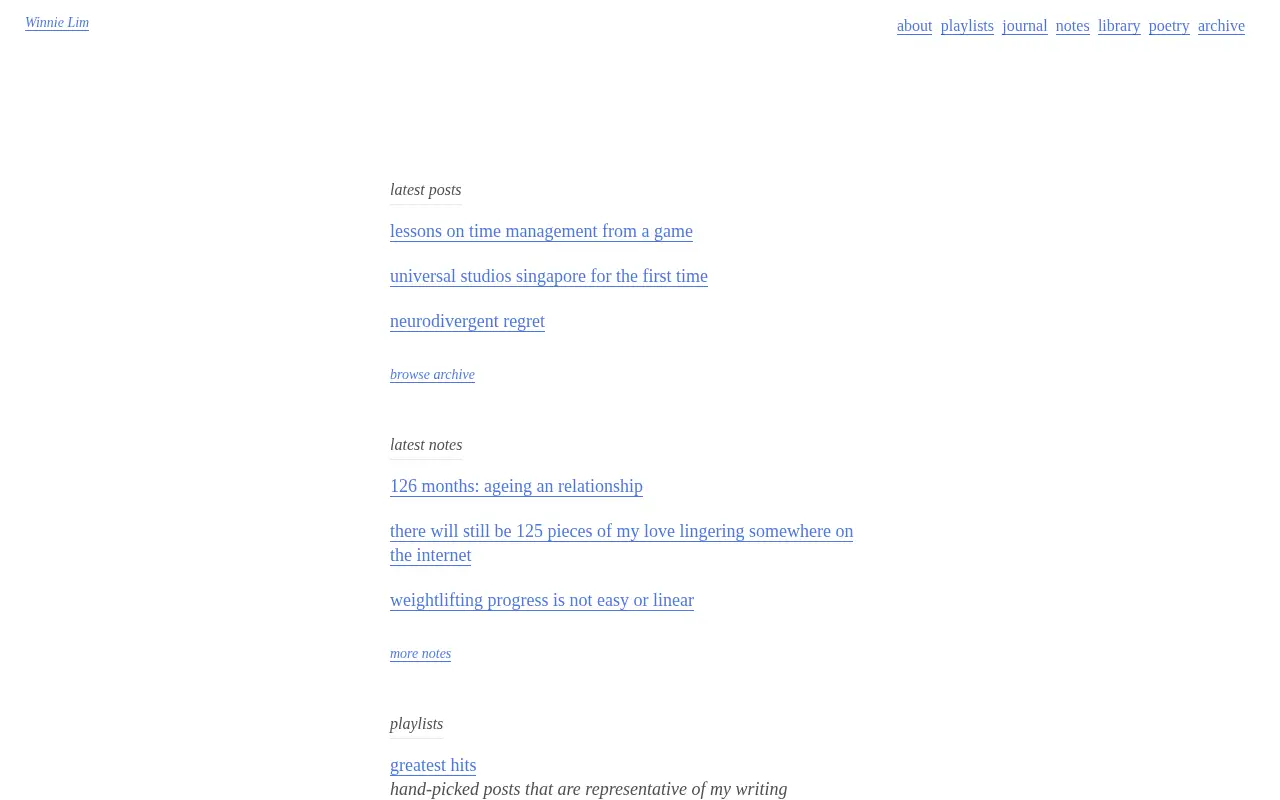 Winnie Lim
about playlists journal notes library poetry archive
latest posts
lessons on time management from a game
universal studios singapore for the first time
neurodivergent regret
browse archive
latest notes
126 months: ageing an relationship
there will still be 125 pieces of my love lingering somewhere on
the internet
weightlifting progress is not easy or linear
more notes
playlists
greatest hits
hand-picked posts that are representative of my writing